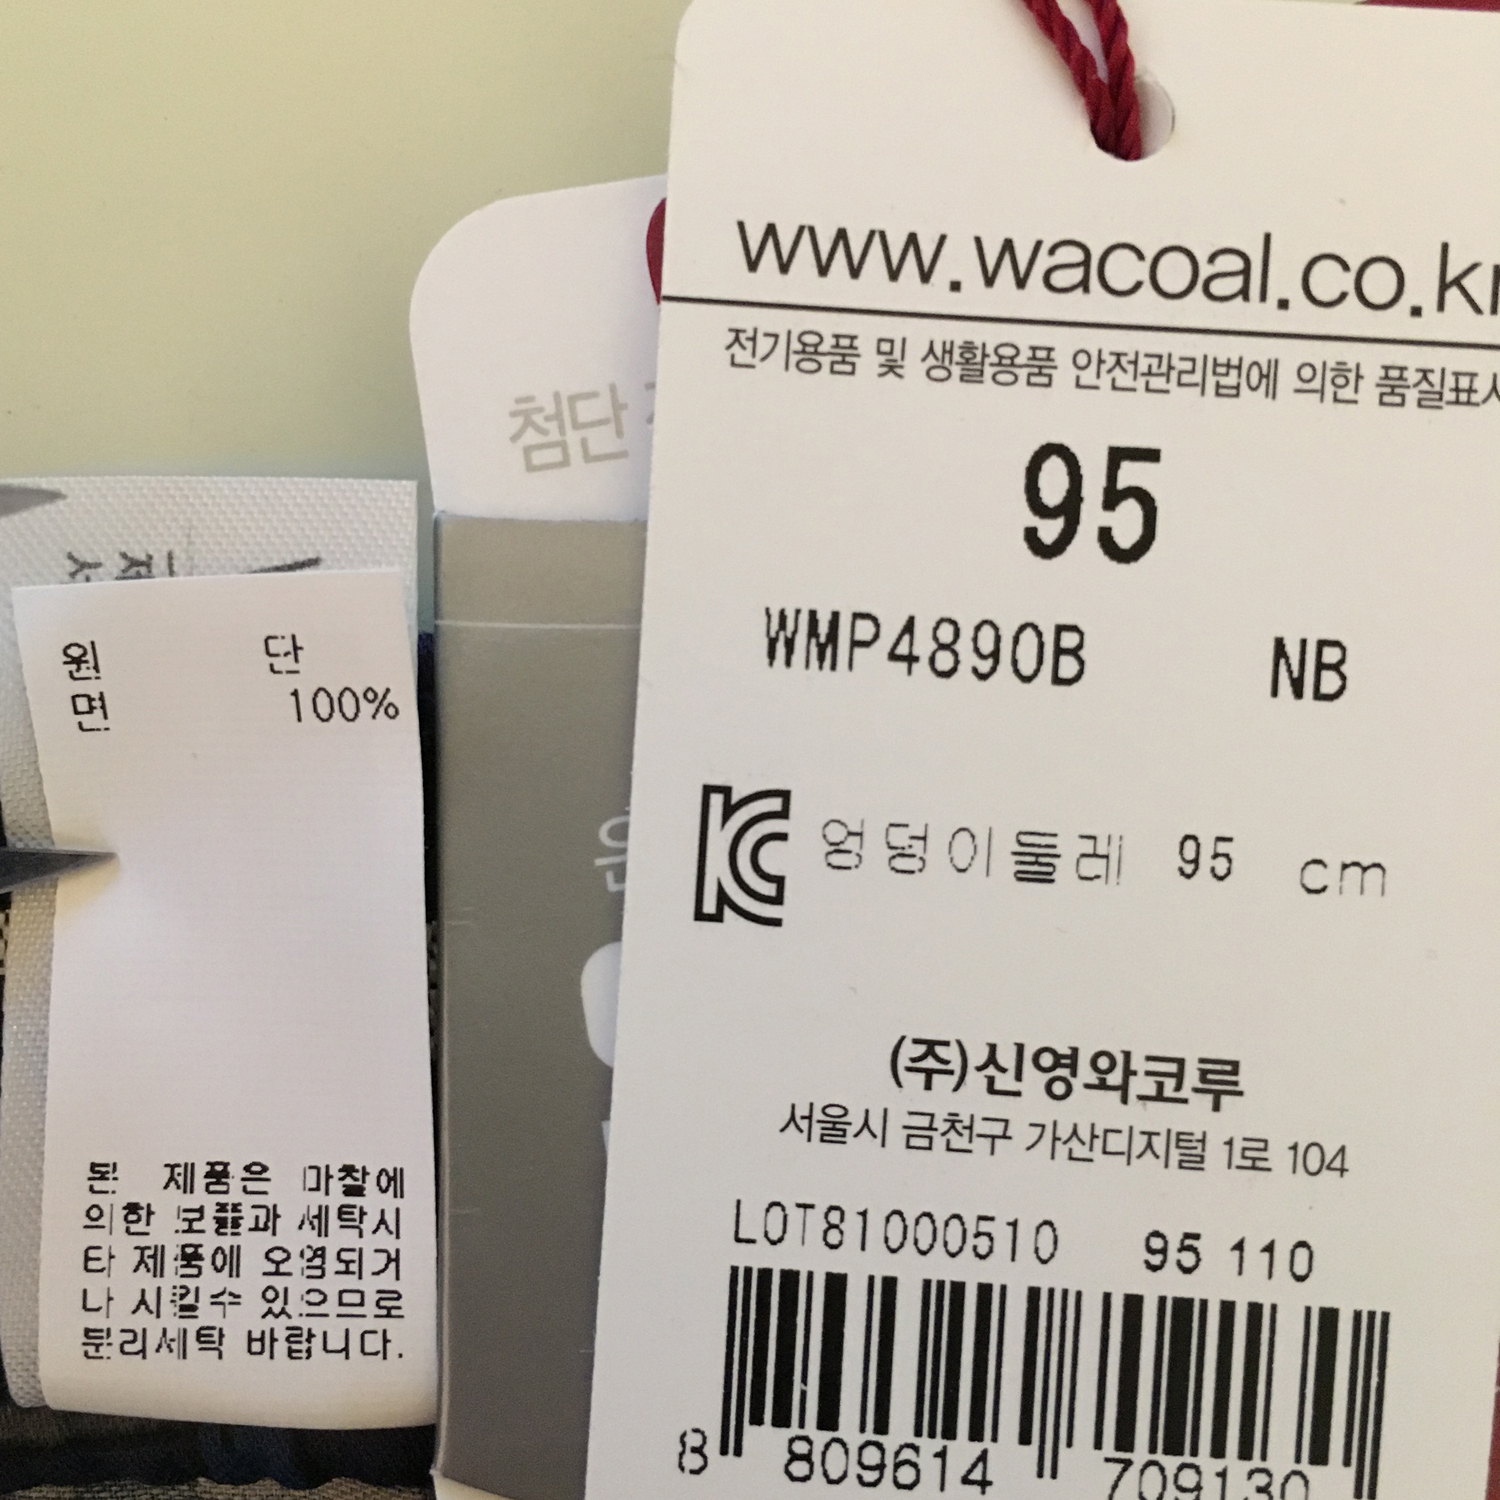 www.wacoal.co.kr
전기용품 및 생활용품 안전관리법에 의한
95
WMP4890B NB
엉덩이둘레 95 cm
(주)신영와코루
서울시 금천구 가산디지털 1로 104
LOT81000510 95 110
8 809614 709130
첨단
원 단
면 100%
본 제품은 마찰에
의한 보풀과 세탁시
타 제품에 오염되거
나 시킬수 있으므로
분리세탁 바랍니다.